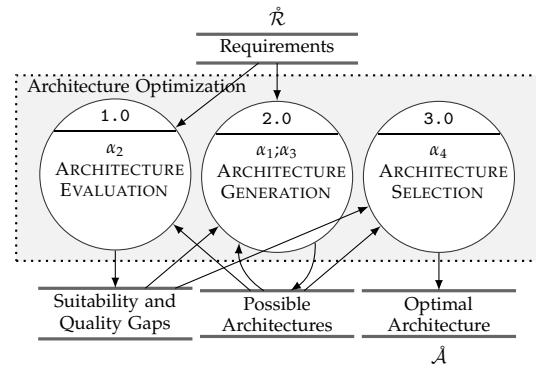 R̊
Requirements
Architecture Optimization
1.0
α₂
ARCHITECTURE
EVALUATION
2.0
α₁;α₃
ARCHITECTURE
GENERATION
3.0
α₄
ARCHITECTURE
SELECTION
Suitability and
Quality Gaps
Possible
Architectures
Optimal
Architecture
Å